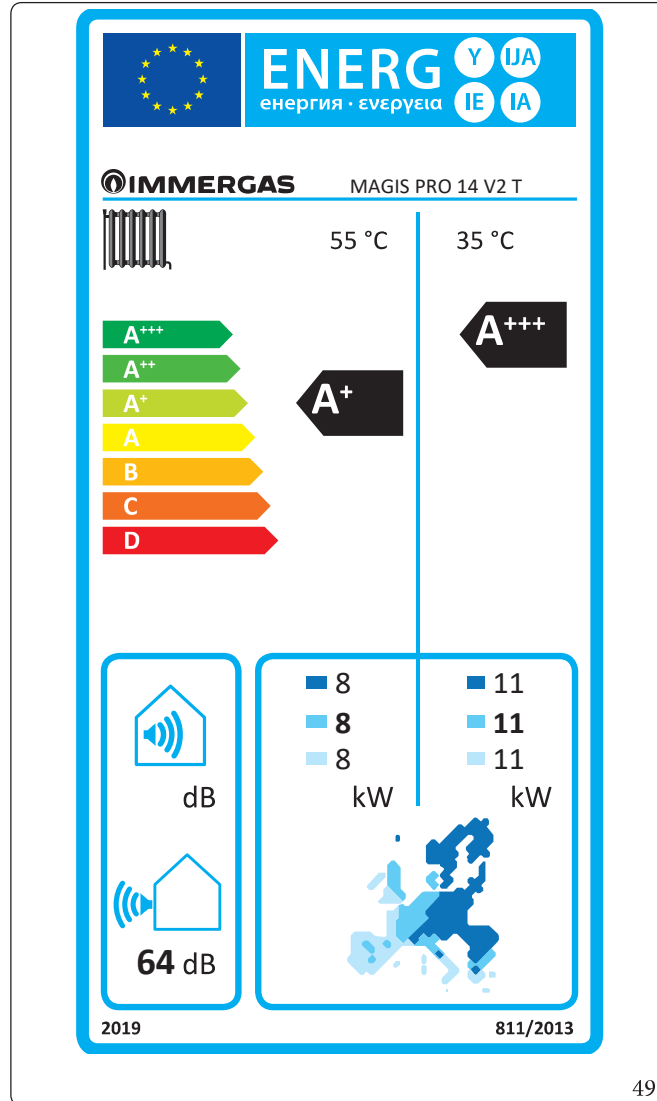 ENERG Y IJA
енергия · ενεργεια IE IA
IMMERGAS MAGIS PRO 14 V2 T
55 °C 35 °C
A+++ A+++
A++
A+ A+
A
B
C
D
8 11
8 11
8 11
dB kW kW
64 dB
2019 811/2013
49